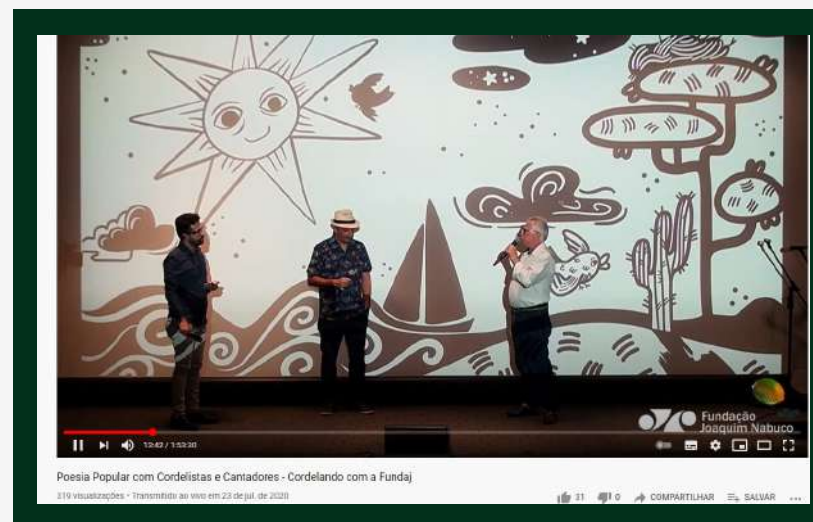 Fundação
Joaquim Nabuco
13:42 / 1:53:30
Poesia Popular com Cordelistas e Cantadores - Cordelando com a Fundaj
319 visualizações • Transmitido ao vivo em 23 de jul. de 2020
31
0
COMPARTILHAR
SALVAR